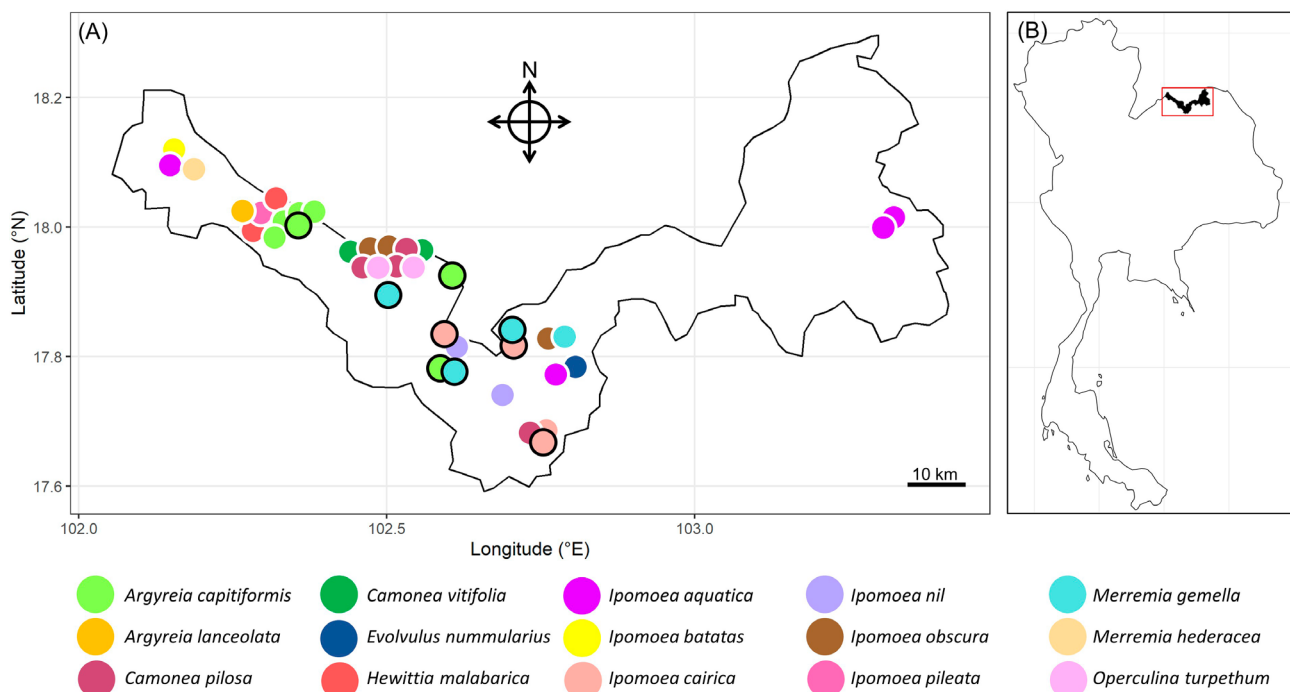 (A)
(B)
N
18.2
18.0
17.8
17.6
Latitude (°N)
10 km
102.0 102.5 103.0
Longitude (°E)
Argyreia capitiformis Camonea vitifolia Ipomoea aquatica Ipomoea nil Merremia gemella
Argyreia lanceolata Evolvulus nummularius Ipomoea batatas Ipomoea obscura Merremia hederacea
Camonea pilosa Hewittia malabarica Ipomoea cairica Ipomoea pileata Operculina turpethum